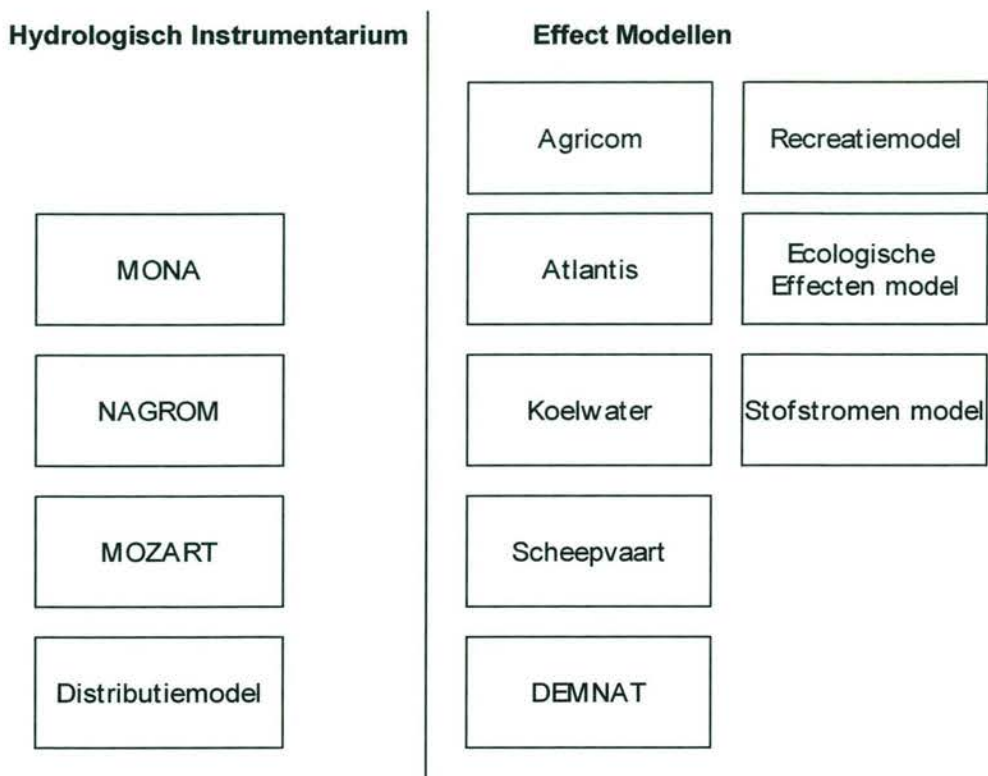 Hydrologisch Instrumentarium
Effect Modellen
MONA
NAGROM
MOZART
Distributiemodel
Agricom
Recreatiemodel
Atlantis
Ecologische
Effecten model
Koelwater
Stofstromen model
Scheepvaart
DEMNAT